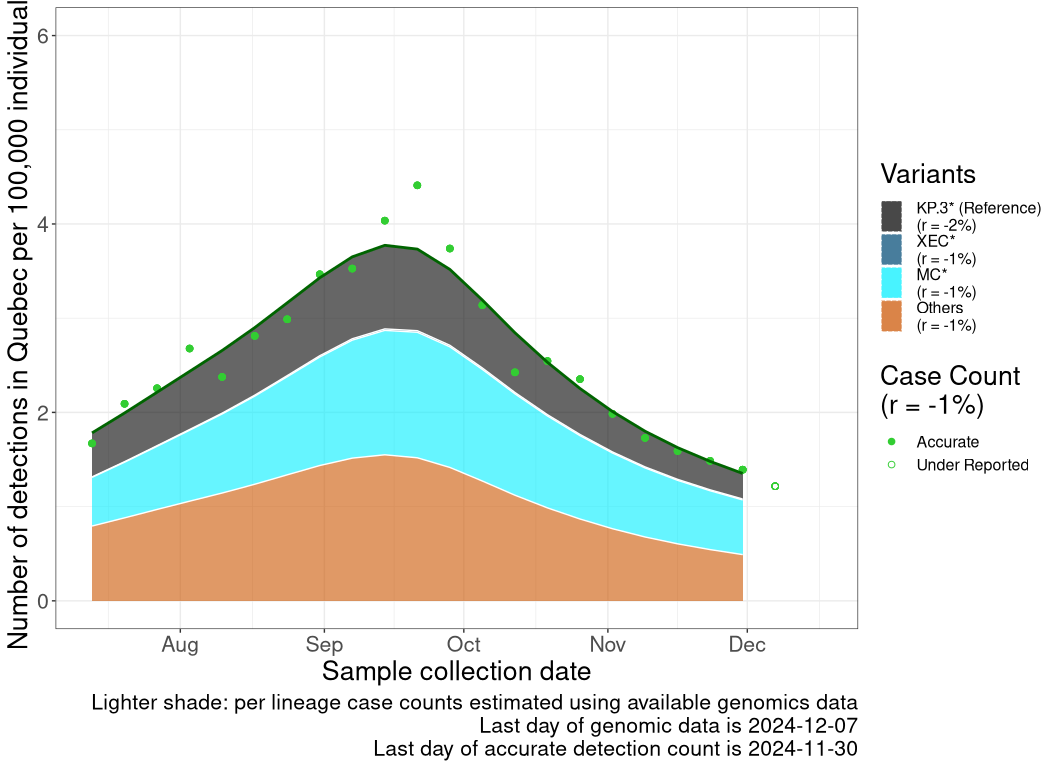 Number of detections in Quebec per 100,000 individual
6
4
2
0
Aug Sep Oct Nov Dec
Sample collection date
Lighter shade: per lineage case counts estimated using available genomics data
Last day of genomic data is 2024-12-07
Last day of accurate detection count is 2024-11-30
Variants
KP.3* (Reference)
(r = -2%)
XEC*
(r = -1%)
MC*
(r = -1%)
Others
(r = -1%)
Case Count
(r = -1%)
Accurate
Under Reported